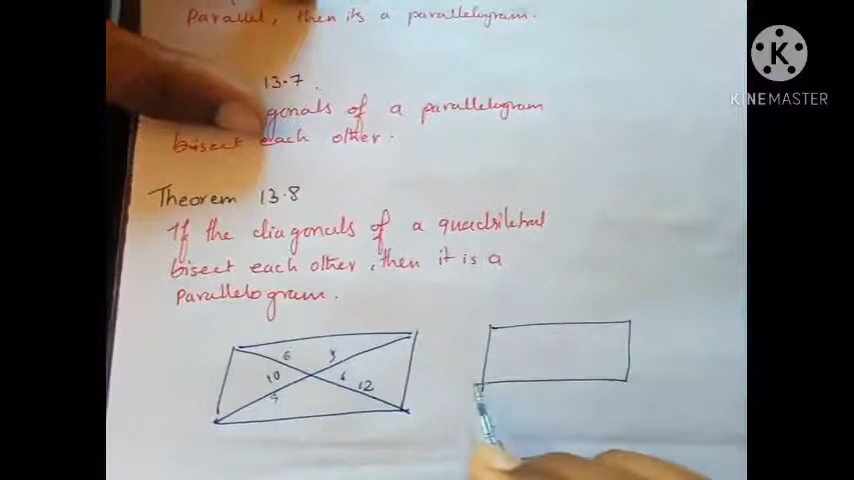 Parallel, then its a parallelogram.
13.7
gonals of a parallelogram
bisect each other.
Theorem 13.8
If the diagonals of a quadrilateral
bisect each other, then it is a
Parallelogram.
6
10
6
12
K
KINEMASTER